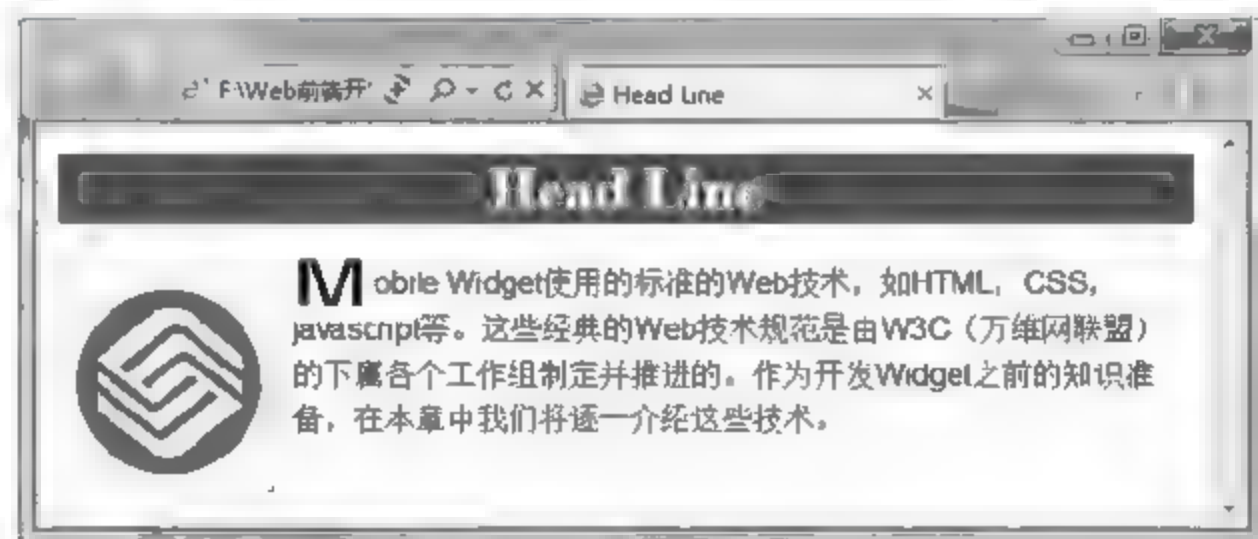 F:\Web前端开
Head Line
Head Line
Mobile Widget使用的标准的Web技术，如HTML，CSS，
javascript等。这些经典的Web技术规范是由W3C（万维网联盟）
的下属各个工作组制定并推进的。作为开发Widget之前的知识准
备，在本章中我们将逐一介绍这些技术。